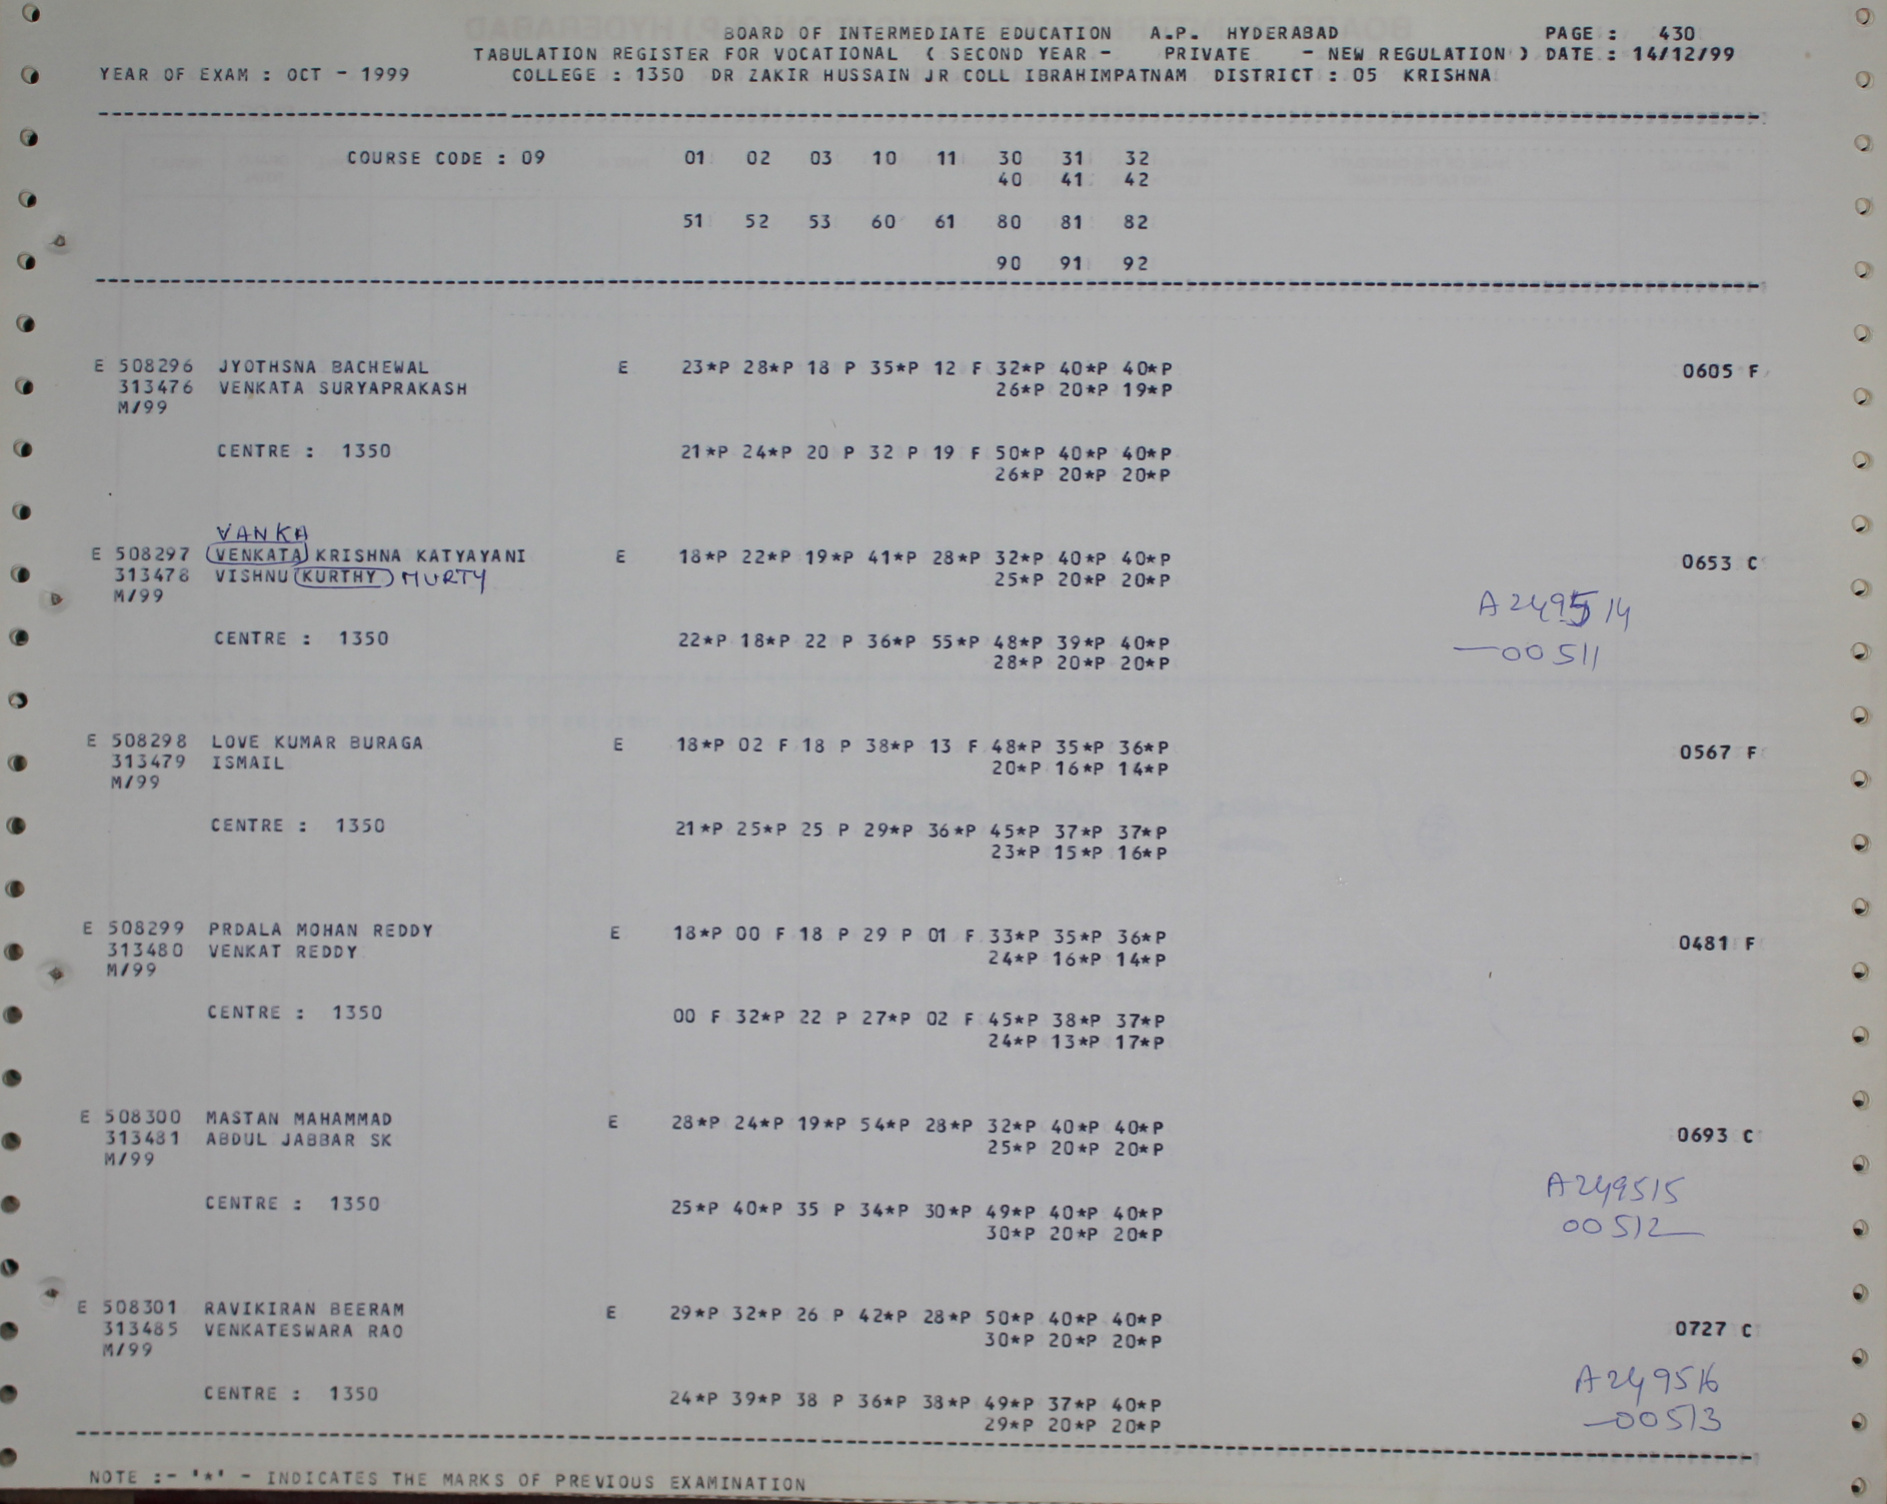 BOARD OF INTERMEDIATE EDUCATION A.P. HYDERABAD PAGE : 430
TABULATION REGISTER FOR VOCATIONAL ( SECOND YEAR - PRIVATE - NEW REGULATION ) DATE : 14/12/99
YEAR OF EXAM : OCT - 1999 COLLEGE : 1350 DR ZAKIR HUSSAIN JR COLL IBRAHIMPATNAM DISTRICT : 05 KRISHNA
COURSE CODE : 09 01 02 03 10 11 30 31 32
40 41 42
51 52 53 60 61 80 81 82
90 91 92
E 508296 JYOTHSNA BACHEWAL E 23*P 28*P 18 P 35*P 12 F 32*P 40*P 40*P 0605 F
313476 VENKATA SURYAPRAKASH 26*P 20*P 19*P
M/99
CENTRE : 1350 21*P 24*P 20 P 32 P 19 F 50*P 40*P 40*P
26*P 20*P 20*P
VANKA
E 508297 VENKATA KRISHNA KATYAYANI E 18*P 22*P 19*P 41*P 28*P 32*P 40*P 40*P 0653 C
313478 VISHNU KURTHY MURTY 25*P 20*P 20*P
M/99 A249514
CENTRE : 1350 22*P 18*P 22 P 36*P 55*P 48*P 39*P 40*P
28*P 20*P 20*P 00511
E 508298 LOVE KUMAR BURAGA E 18*P 02 F 18 P 38*P 13 F 48*P 35*P 36*P 0567 F
313479 ISMAIL 20*P 16*P 14*P
M/99
CENTRE : 1350 21*P 25*P 25 P 29*P 36*P 45*P 37*P 37*P
23*P 15*P 16*P
E 508299 PRDALA MOHAN REDDY E 18*P 00 F 18 P 29 P 01 F 33*P 35*P 36*P 0481 F
313480 VENKAT REDDY 24*P 16*P 14*P
M/99
CENTRE : 1350 00 F 32*P 22 P 27*P 02 F 45*P 38*P 37*P
24*P 13*P 17*P
E 508300 MASTAN MAHAMMAD E 28*P 24*P 19*P 54*P 28*P 32*P 40*P 40*P 0693 C
313481 ABDUL JABBAR SK 25*P 20*P 20*P
M/99 A249515
CENTRE : 1350 25*P 40*P 35 P 34*P 30*P 49*P 40*P 40*P
30*P 20*P 20*P 00512
E 508301 RAVIKIRAN BEERAM E 29*P 32*P 26 P 42*P 28*P 50*P 40*P 40*P 0727 C
313485 VENKATESWARA RAO 30*P 20*P 20*P
M/99 A249516
CENTRE : 1350 24*P 39*P 38 P 36*P 38*P 49*P 37*P 40*P
29*P 20*P 20*P 00513
NOTE :- '*' - INDICATES THE MARKS OF PREVIOUS EXAMINATION